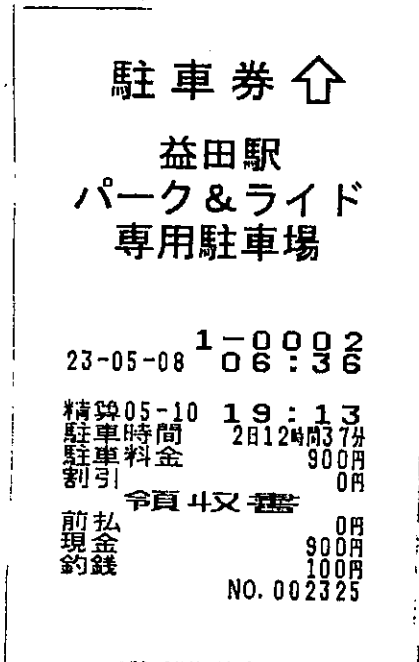 駐車券⇧
益田駅
パーク&ライド
専用駐車場
1-0002
23-05-08 06:36
精算05-10 19:13
駐車時間 2日12時間37分
駐車料金 900円
割引 0円
領収書
前払 0円
現金 900円
釣銭 100円
NO.002325